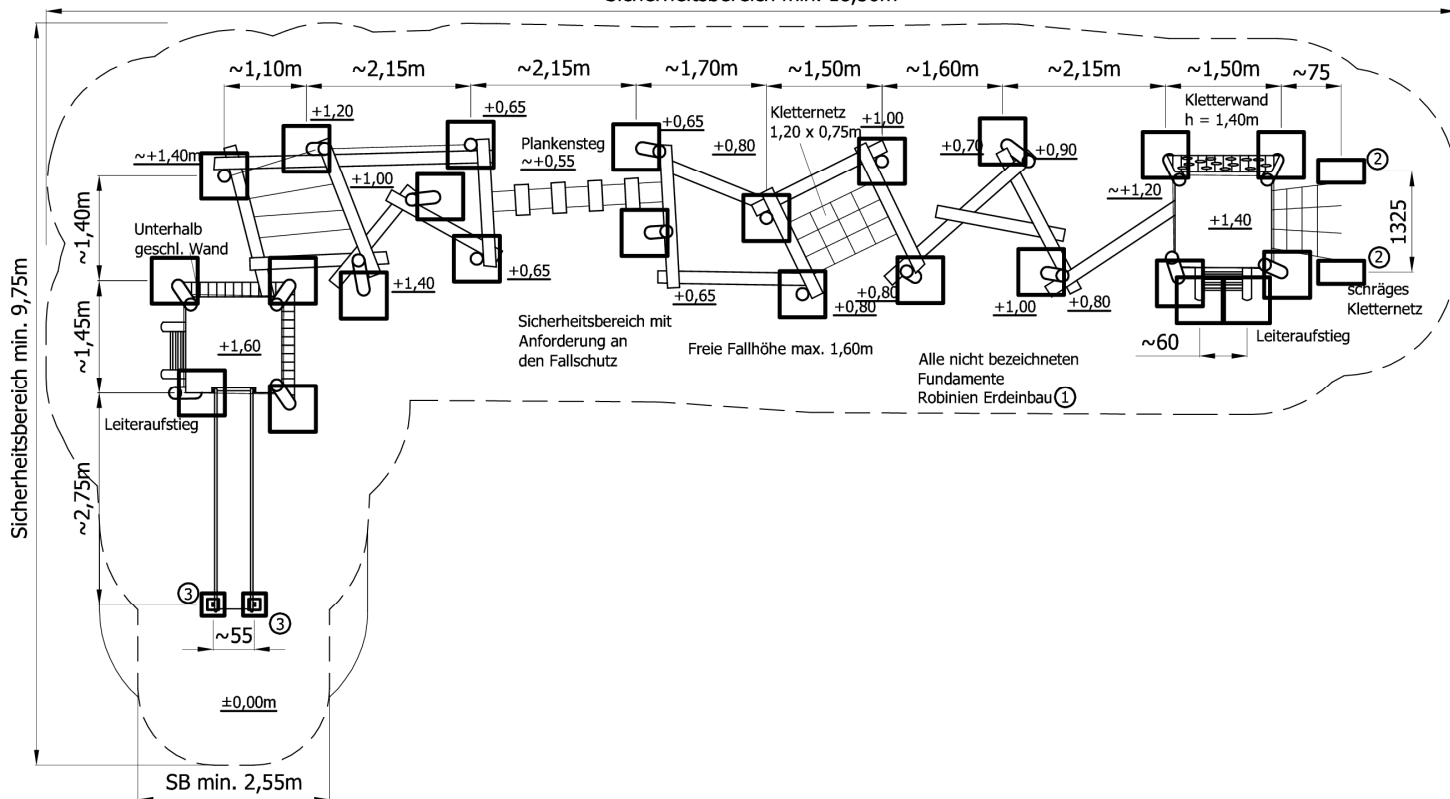 ~1,10m
~2,15m
~2,15m
~1,70m
~1,50m
~1,60m
~2,15m
~1,50m
~75
+1,20
+0,65
+0,65
Kletternetz
1,20 x 0,75m
+1,00
Kletterwand
h = 1,40m
~+1,40m
+1,00
Plankensteg
~+0,55
+0,80
+0,70
+0,90
2
~+1,20
~1,40m
Unterhalb
geschl. Wand
+1,40
1325
+1,40
+0,65
+0,65
+0,80
+0,80
+1,00
+0,80
2
schräges
Kletternetz
Sicherheitsbereich min. 9,75m
~1,45m
+1,60
Sicherheitsbereich mit
Anforderung an
den Fallschutz
Freie Fallhöhe max. 1,60m
Alle nicht bezeichneten
Fundamente
Robinien Erdeinbau 1
~60
Leiteraufstieg
Leiteraufstieg
~2,75m
3
3
~55
±0,00m
SB min. 2,55m